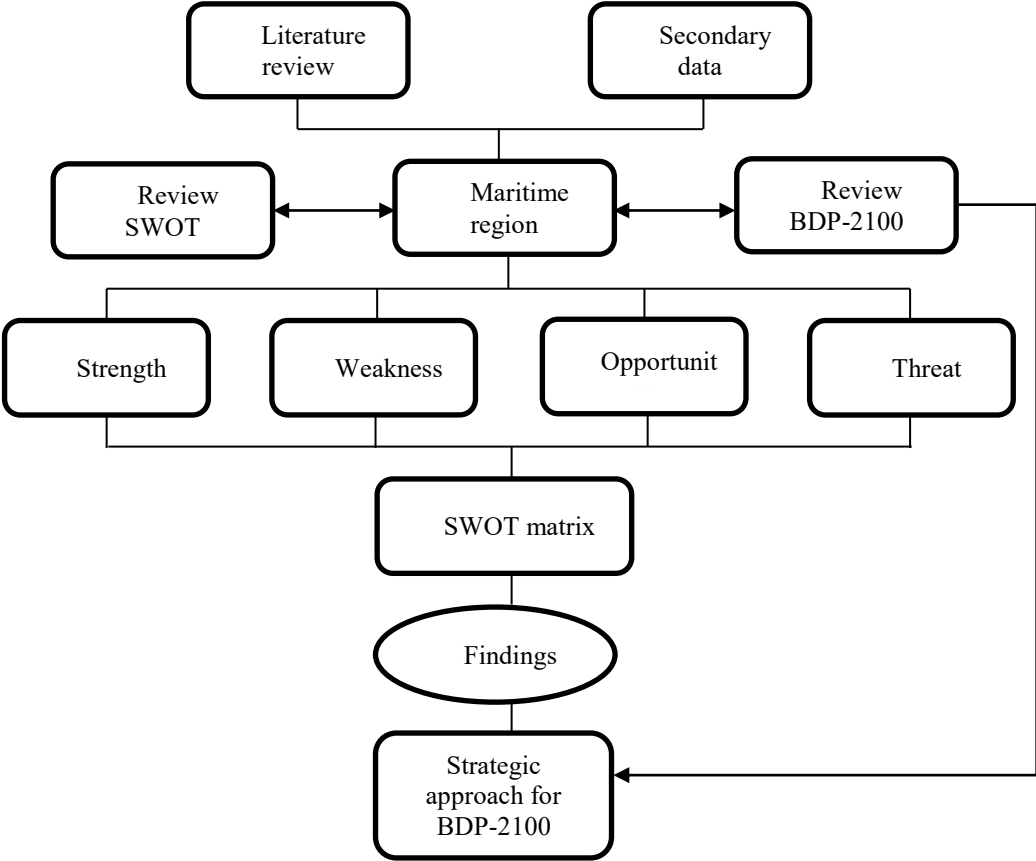 Literature
review
Secondary
data
Review
SWOT
Maritime
region
Review
BDP-2100
Strength
Weakness
Opportunit
Threat
SWOT matrix
Findings
Strategic
approach for
BDP-2100